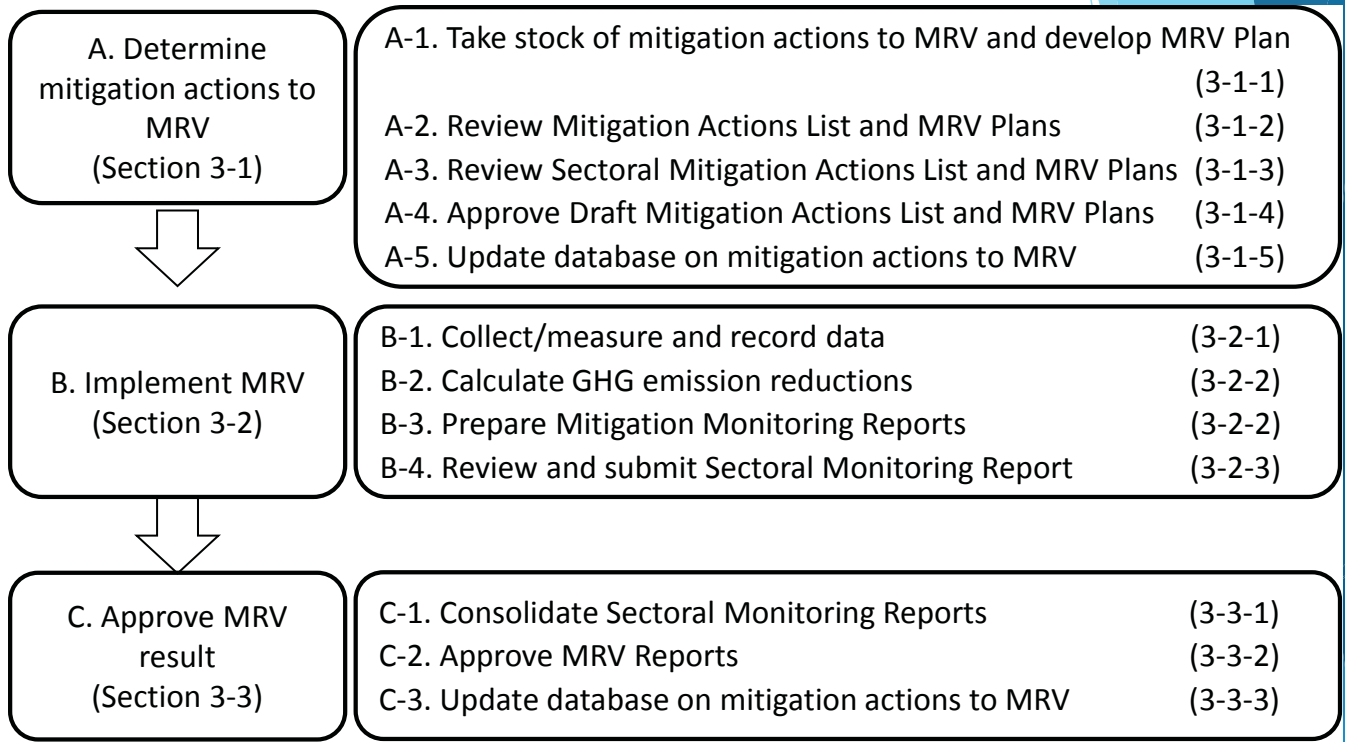 A. Determine
mitigation actions to
MRV
(Section 3-1)
A-1. Take stock of mitigation actions to MRV and develop MRV Plan
(3-1-1)
A-2. Review Mitigation Actions List and MRV Plans (3-1-2)
A-3. Review Sectoral Mitigation Actions List and MRV Plans (3-1-3)
A-4. Approve Draft Mitigation Actions List and MRV Plans (3-1-4)
A-5. Update database on mitigation actions to MRV (3-1-5)
B. Implement MRV
(Section 3-2)
B-1. Collect/measure and record data (3-2-1)
B-2. Calculate GHG emission reductions (3-2-2)
B-3. Prepare Mitigation Monitoring Reports (3-2-2)
B-4. Review and submit Sectoral Monitoring Report (3-2-3)
C. Approve MRV
result
(Section 3-3)
C-1. Consolidate Sectoral Monitoring Reports (3-3-1)
C-2. Approve MRV Reports (3-3-2)
C-3. Update database on mitigation actions to MRV (3-3-3)